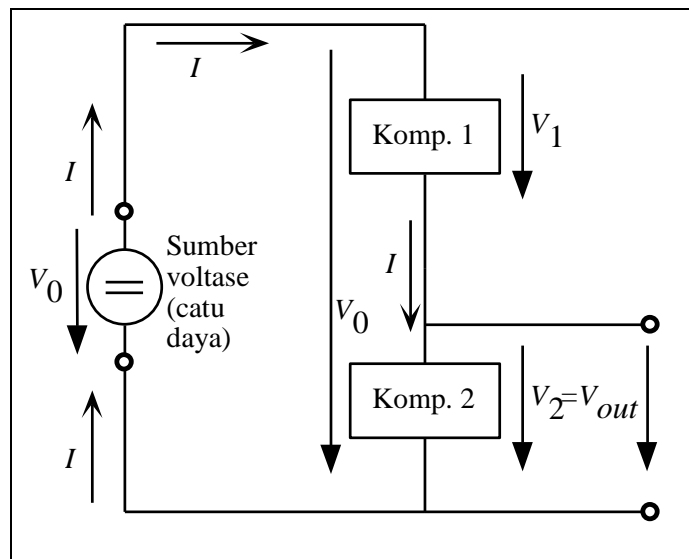 I
Komp. 1
V1
I
Sumber
voltase
(catu
daya)
V0
I
V0
Komp. 2
V2=Vout
I